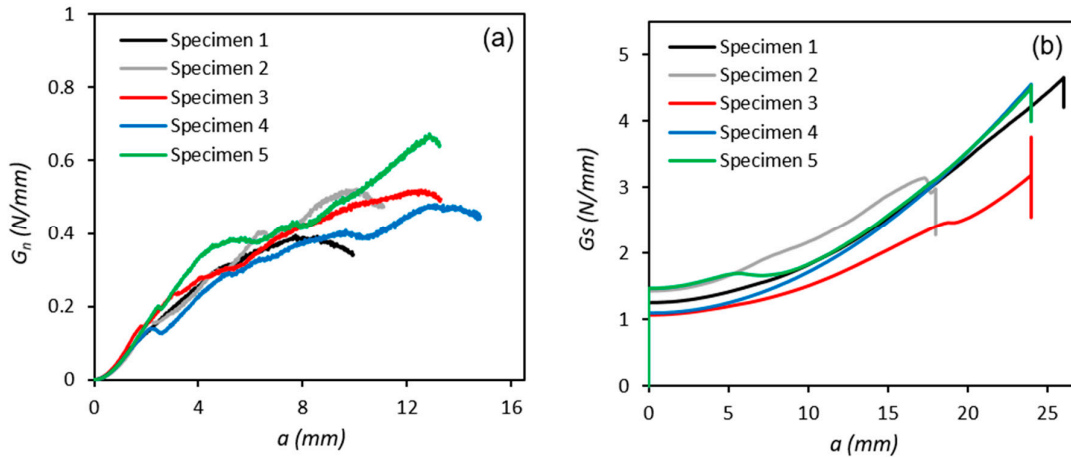 (a)
Specimen 1
Specimen 2
Specimen 3
Specimen 4
Specimen 5
1
0.8
0.6
0.4
0.2
0
Gn (N/mm)
0 4 8 12 16
a (mm)
(b)
Specimen 1
Specimen 2
Specimen 3
Specimen 4
Specimen 5
5
4
3
2
1
0
Gs (N/mm)
0 5 10 15 20 25
a (mm)